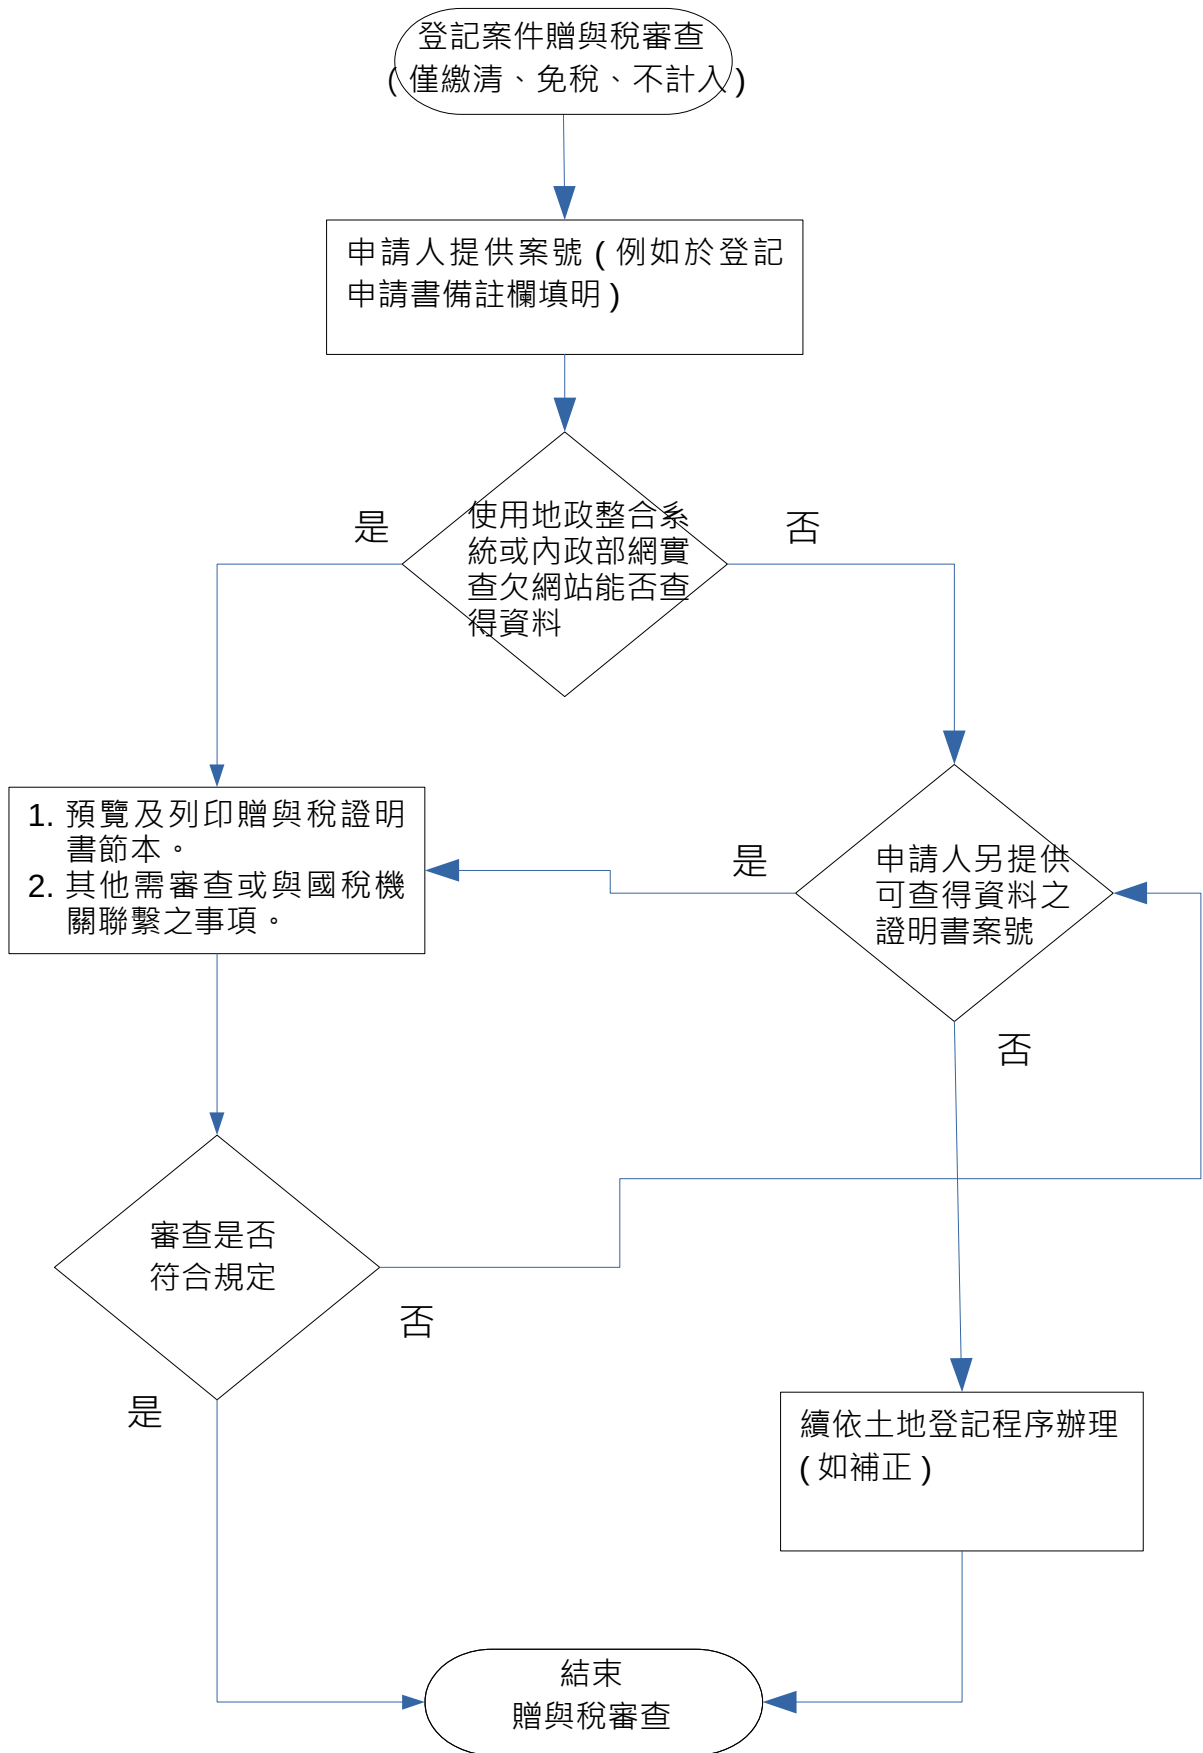 登記案件贈與稅審查
(僅繳清、免稅、不計入)
申請人提供案號(例如於登記
申請書備註欄填明)
是
使用地政整合系
統或內政部網實
查欠網站能否查
得資料
否
1. 預覽及列印贈與稅證明
書節本。
2. 其他需審查或與國稅機
關聯繫之事項。
是
申請人另提供
可查得資料之
證明書案號
否
審查是否
符合規定
否
是
續依土地登記程序辦理
(如補正)
結束
贈與稅審查